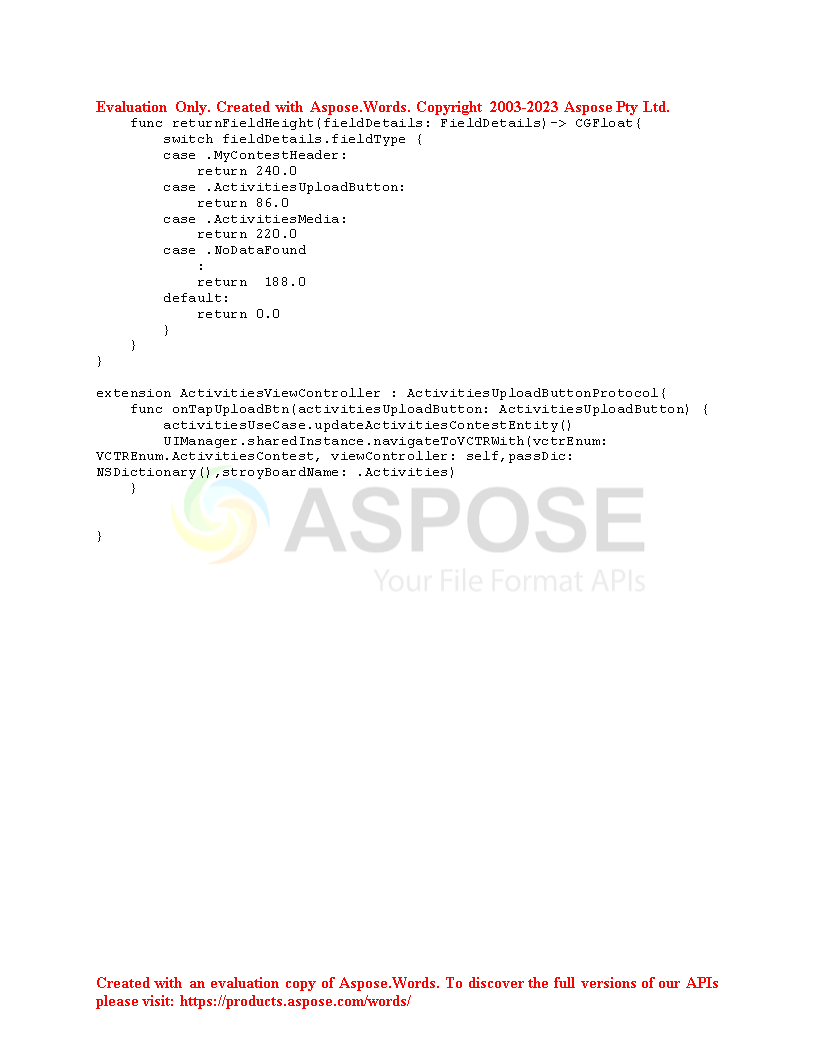 Evaluation Only. Created with Aspose.Words. Copyright 2003-2023 Aspose Pty Ltd.
    func returnFieldHeight(fieldDetails: FieldDetails)-> CGFloat{
        switch fieldDetails.fieldType {
        case .MyContestHeader:
            return 240.0
        case .ActivitiesUploadButton:
            return 86.0
        case .ActivitiesMedia:
            return 220.0
        case .NoDataFound
            :
            return  188.0
        default:
            return 0.0
        }
    }
}

extension ActivitiesViewController : ActivitiesUploadButtonProtocol{
    func onTapUploadBtn(activitiesUploadButton: ActivitiesUploadButton) {
        activitiesUseCase.updateActivitiesContestEntity()
        UIManager.sharedInstance.navigateToVCTRWith(vctrEnum:
VCTREnum.ActivitiesContest, viewController: self,passDic:
NSDictionary(),stroyBoardName: .Activities)
    }
ASPOSE
}
Your File Format APIs
Created with an evaluation copy of Aspose.Words. To discover the full versions of our APIs
please visit: https://products.aspose.com/words/